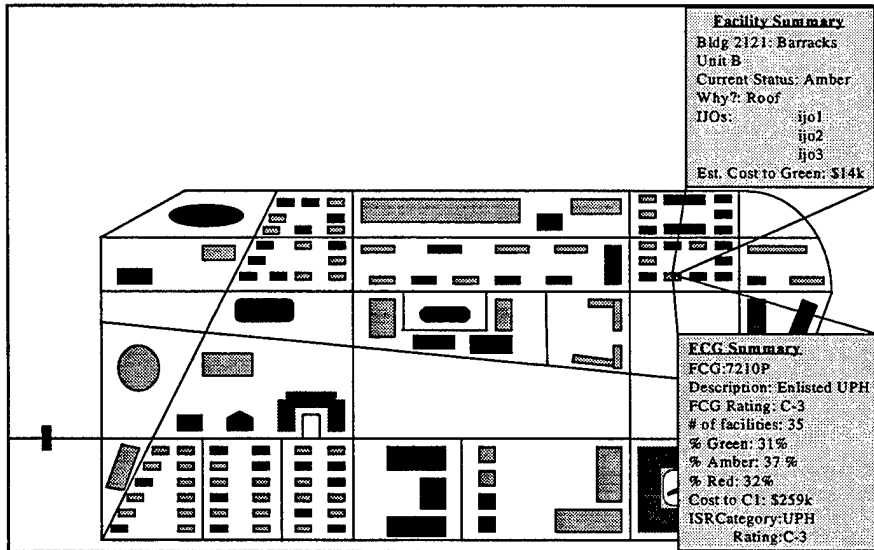 Facility Summary
Bldg 2121: Barracks
Unit B
Current Status: Amber
Why?: Roof
IJOs: ijo1
ijo2
ijo3
Est. Cost to Green: $14k
FCG Summary
FCG:7210P
Description: Enlisted UPH
FCG Rating: C-3
# of facilities: 35
% Green: 31%
% Amber: 37 %
% Red: 32%
Cost to C1: $259k
ISRCategory:UPH
Rating:C-3